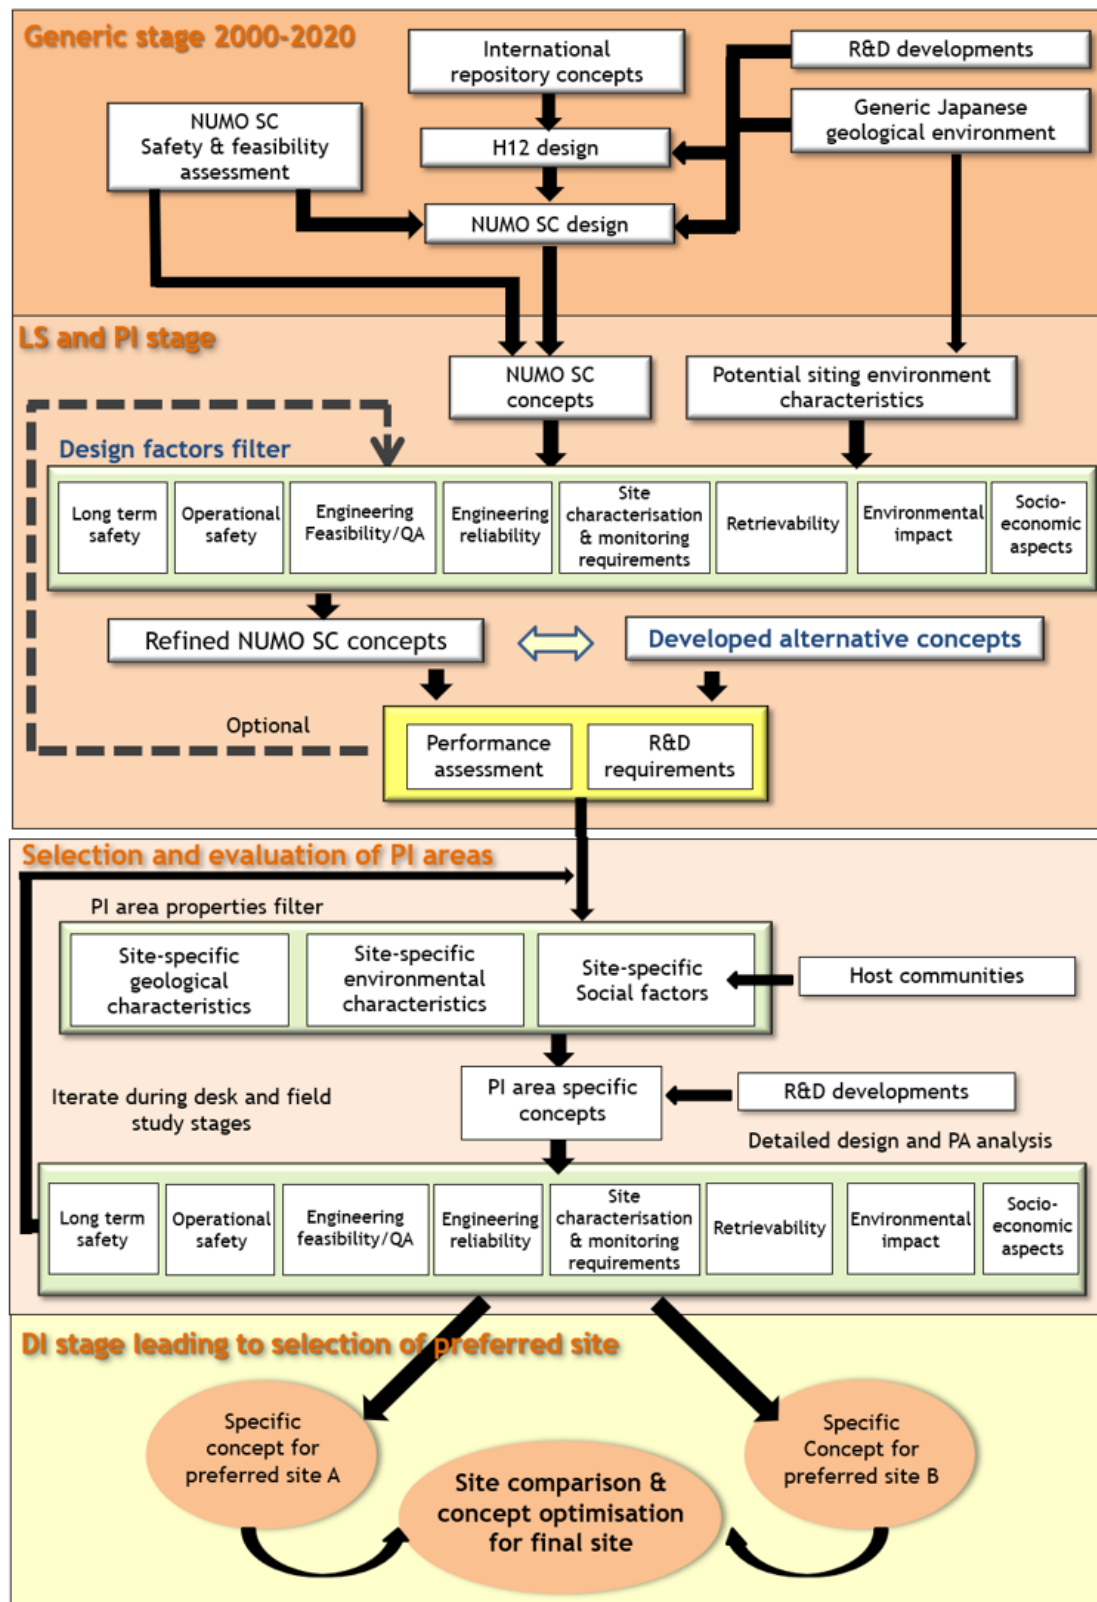 Generic stage 2000-2020
International
repository concepts
R&D developments
NUMO SC
Safety & feasibility
assessment
Generic Japanese
geological environment
H12 design
NUMO SC design
LS and PI stage
NUMO SC
concepts
Potential siting environment
characteristics
Design factors filter
Long term
safety
Operational
safety
Engineering
Feasibility/QA
Engineering
reliability
Site
characterisation
& monitoring
requirements
Retrievability
Environmental
impact
Socio-
economic
aspects
Refined NUMO SC concepts
Developed alternative concepts
Optional
Performance
assessment
R&D
requirements
Selection and evaluation of PI areas
PI area properties filter
Site-specific
geological
characteristics
Site-specific
environmental
characteristics
Site-specific
Social factors
Host communities
Iterate during desk and field
study stages
PI area specific
concepts
R&D developments
Detailed design and PA analysis
Long term
safety
Operational
safety
Engineering
feasibility/QA
Engineering
reliability
Site
characterisation
& monitoring
requirements
Retrievability
Environmental
impact
Socio-
economic
aspects
DI stage leading to selection of preferred site
Specific
concept for
preferred site A
Specific
Concept for
preferred site B
Site comparison &
concept optimisation
for final site